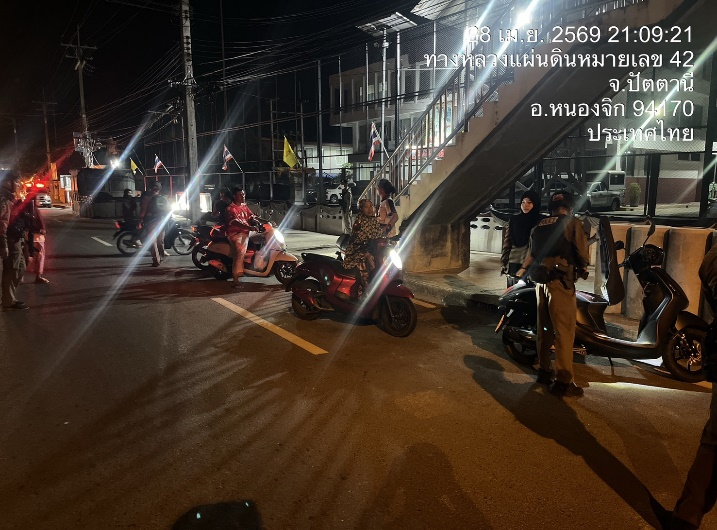 28 เม.ย. 2569 21:09:21
ทางหลวงแผ่นดินหมายเลข 42
จ.ปัตตานี
อ.หนองจิก 94170
ประเทศไทย